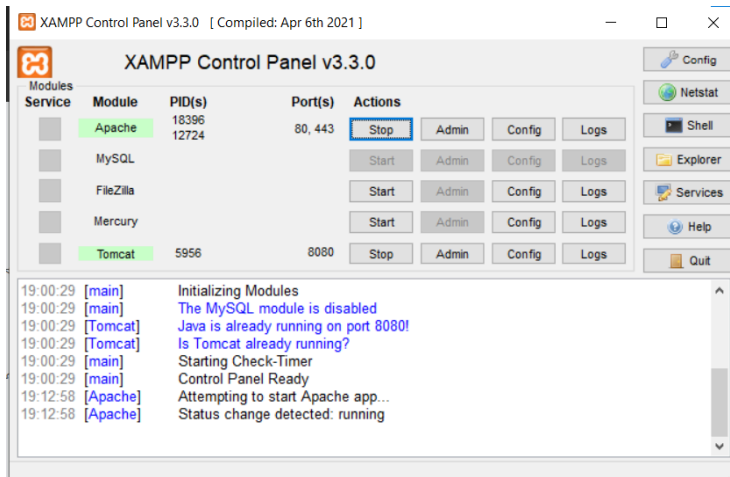 XAMPP Control Panel v3.3.0 [ Compiled: Apr 6th 2021 ]
XAMPP Control Panel v3.3.0
Config
Modules
Service Module PID(s) Port(s) Actions
Netstat
Apache 18396 12724 80, 443 Stop Admin Config Logs
Shell
MySQL Start Admin Config Logs
Explorer
FileZilla Start Admin Config Logs
Services
Mercury Start Admin Config Logs
Help
Tomcat 5956 8080 Stop Admin Config Logs
Quit
19:00:29 [main] Initializing Modules
19:00:29 [main] The MySQL module is disabled
19:00:29 [Tomcat] Java is already running on port 8080!
19:00:29 [Tomcat] Is Tomcat already running?
19:00:29 [main] Starting Check-Timer
19:00:29 [main] Control Panel Ready
19:12:58 [Apache] Attempting to start Apache app...
19:12:58 [Apache] Status change detected: running